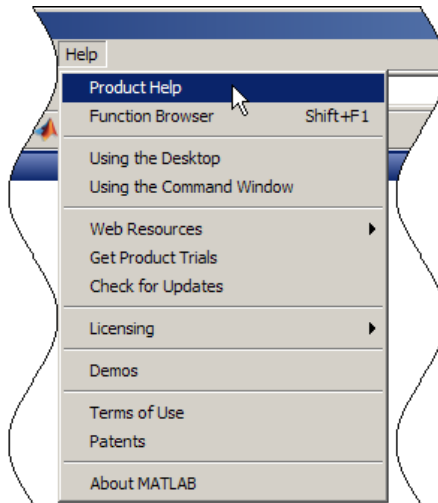 Help
Product Help
Function Browser Shift+F1
Using the Desktop
Using the Command Window
Web Resources
Get Product Trials
Check for Updates
Licensing
Demos
Terms of Use
Patents
About MATLAB